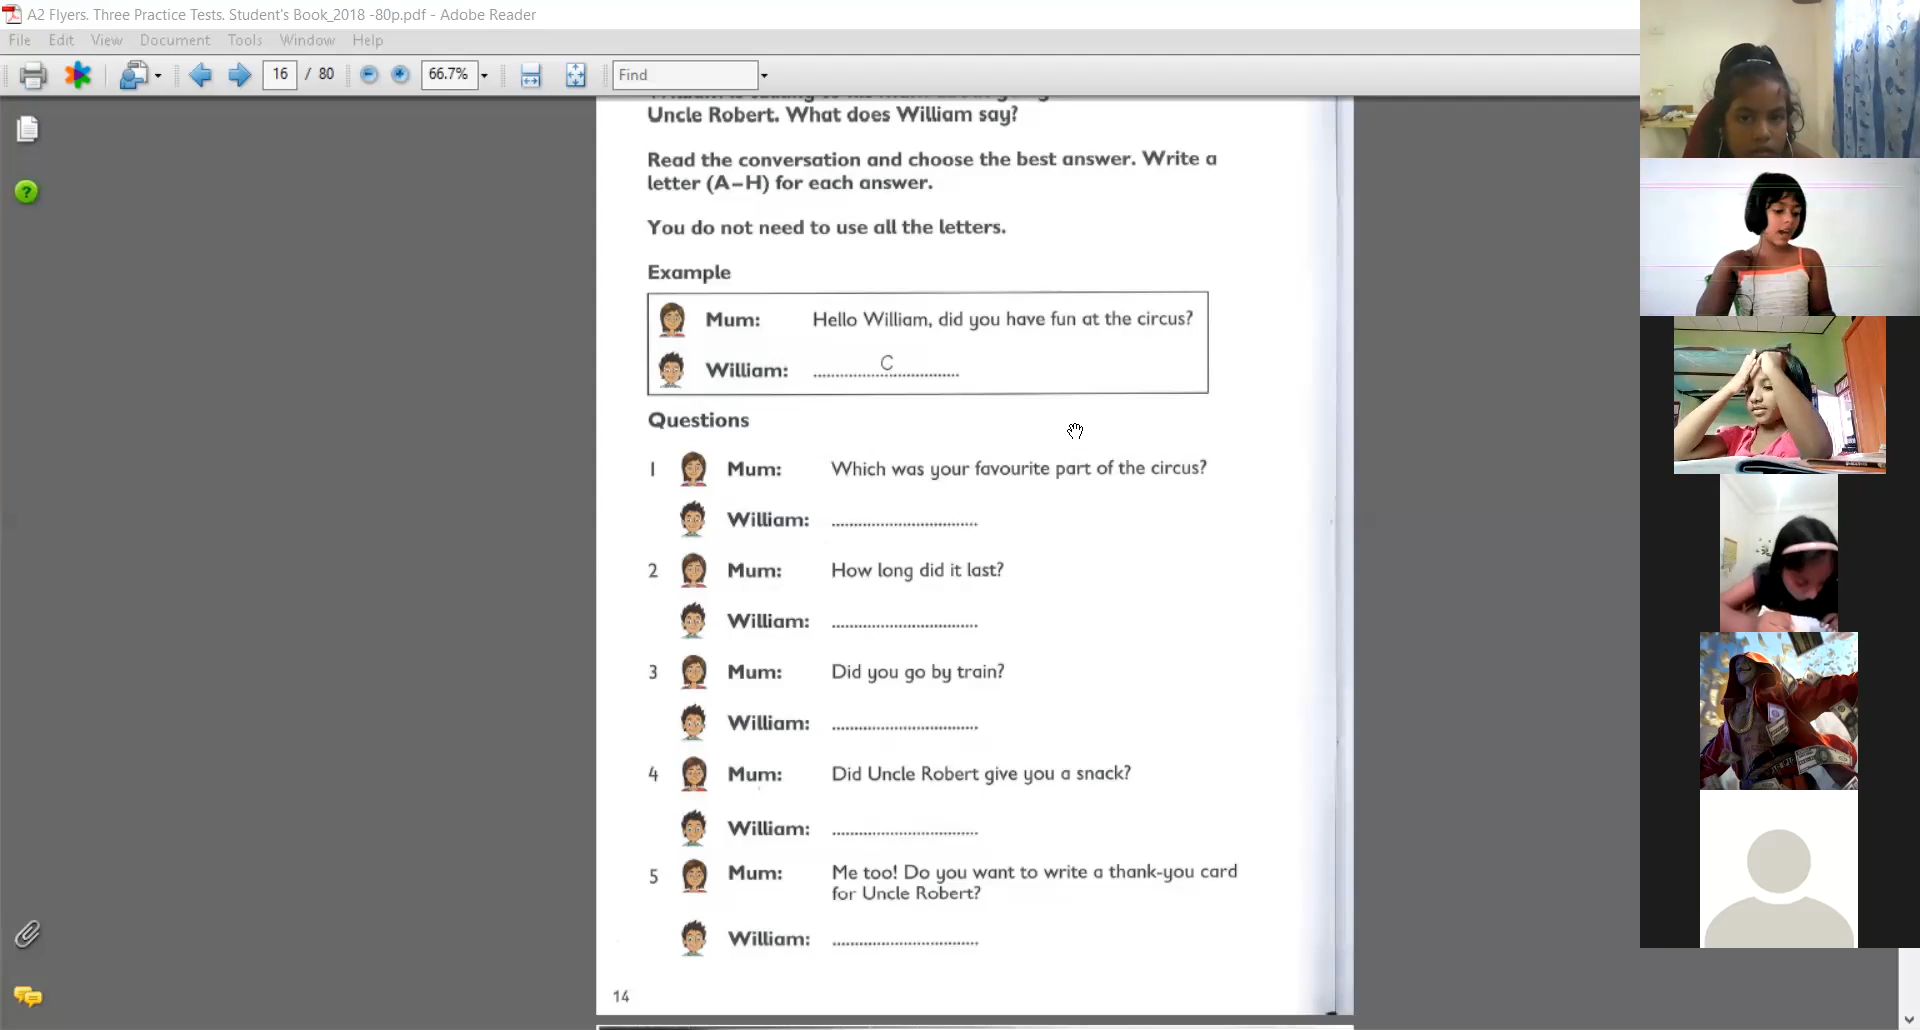 A2 Flyers. Three Practice Tests. Student's Book_2018 -80p.pdf - Adobe Reader
File Edit View Document Tools Window Help
16 / 80 66.7% Find
Uncle Robert. What does William say?
Read the conversation and choose the best answer. Write a
letter (A–H) for each answer.
You do not need to use all the letters.
Example
Mum: Hello William, did you have fun at the circus?
William: ........C........
Questions
1 Mum: Which was your favourite part of the circus?
William: ................................
2 Mum: How long did it last?
William: ................................
3 Mum: Did you go by train?
William: ................................
4 Mum: Did Uncle Robert give you a snack?
William: ................................
5 Mum: Me too! Do you want to write a thank-you card
for Uncle Robert?
William: ................................
14